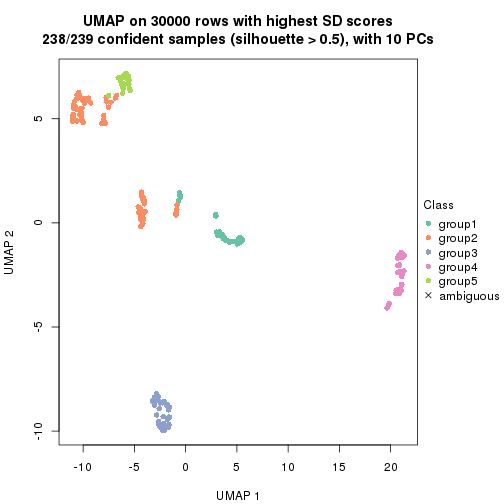 UMAP on 30000 rows with highest SD scores
238/239 confident samples (silhouette > 0.5), with 10 PCs
5
0
-5
-10
UMAP 2
-10
-5
0
5
10
15
20
UMAP 1
Class
group1
group2
group3
group4
group5
ambiguous